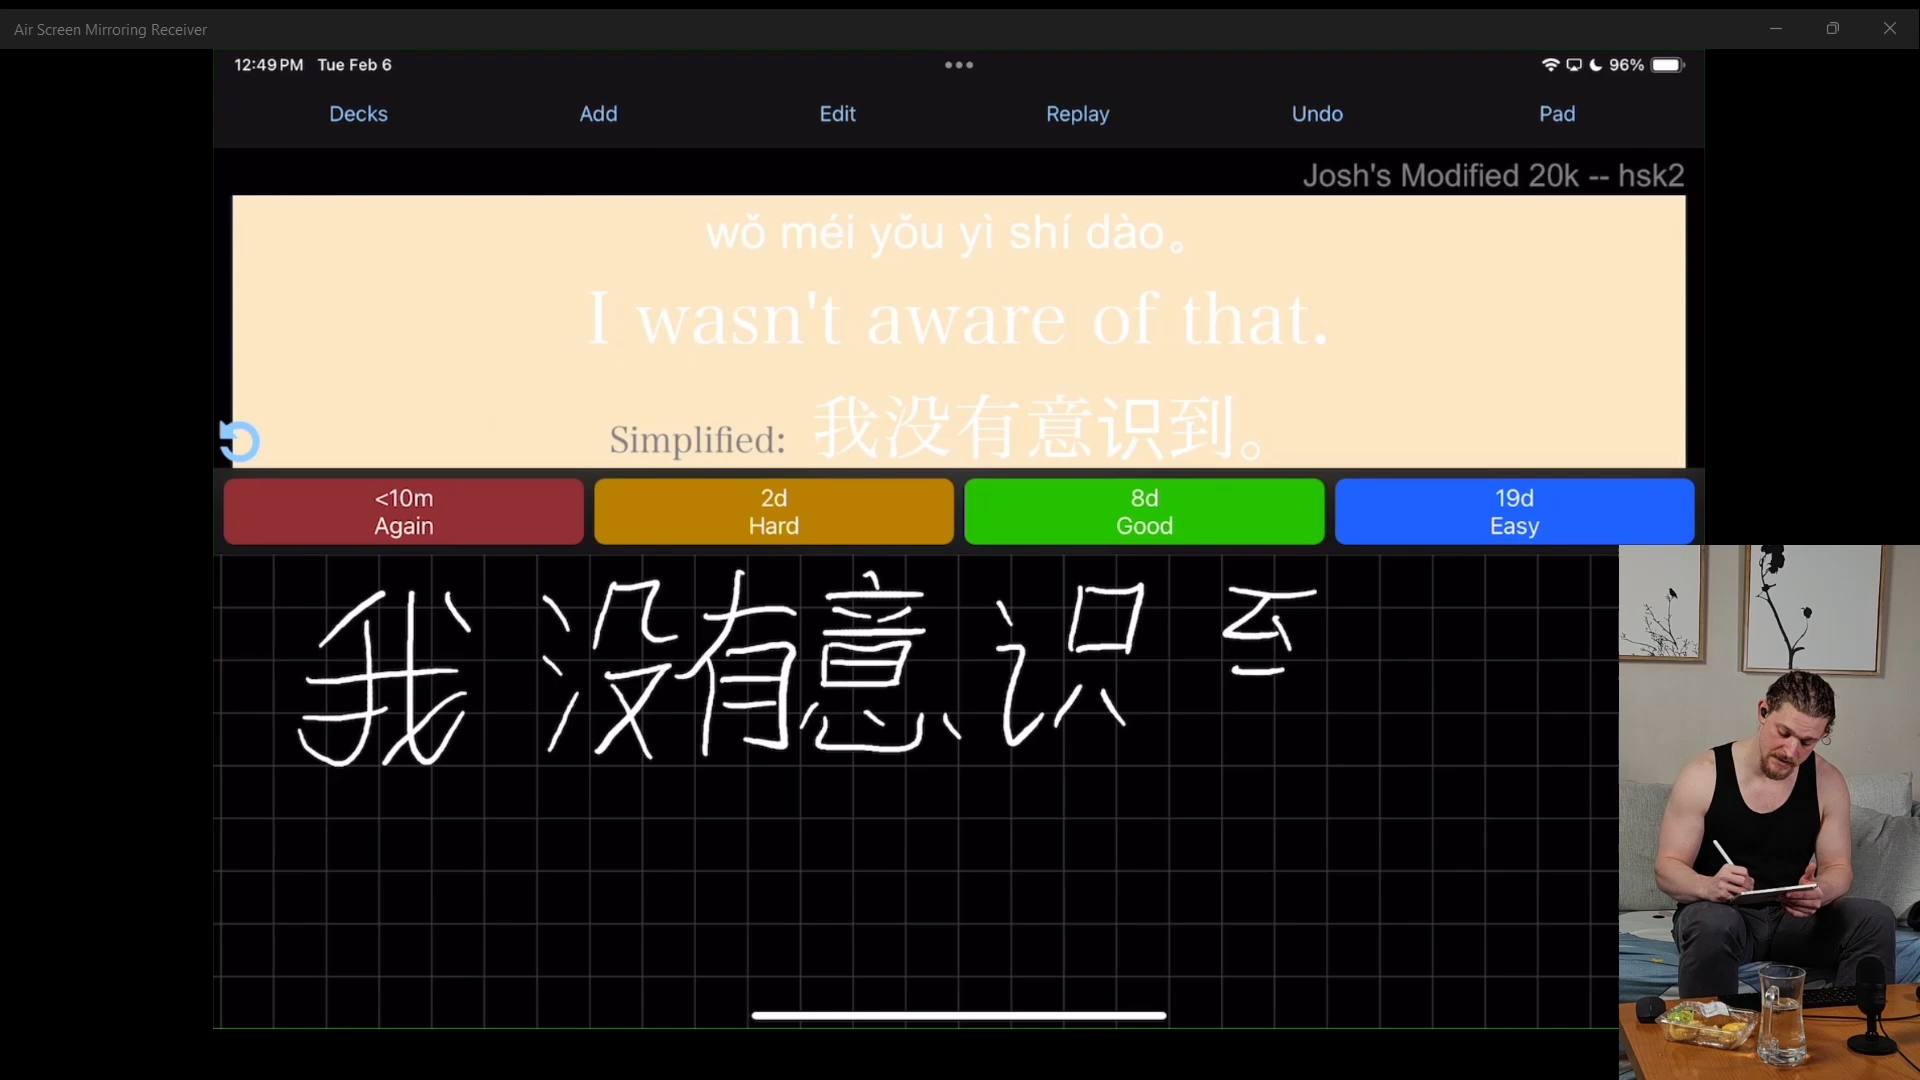 Air Screen Mirroring Receiver
12:49 PM Tue Feb 6
96%
Decks Add Edit Replay Undo Pad
Josh's Modified 20k -- hsk2
wǒ méi yǒu yì shí dào。
I wasn't aware of that.
Simplified: 我没有意识到。
<10m 2d 8d 19d
Again Hard Good Easy
我没有意识